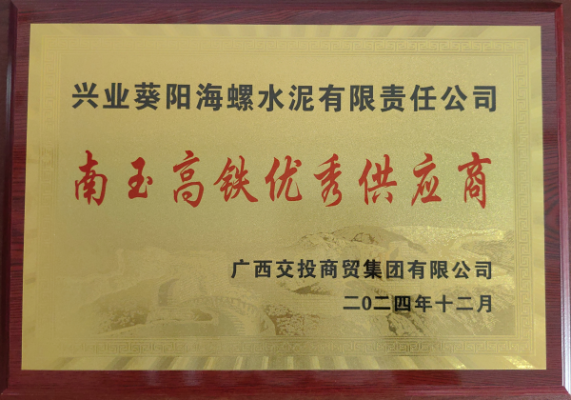 兴业葵阳海螺水泥有限责任公司
南玉高铁优秀供应商
广西交投商贸集团有限公司
二〇二四年十二月